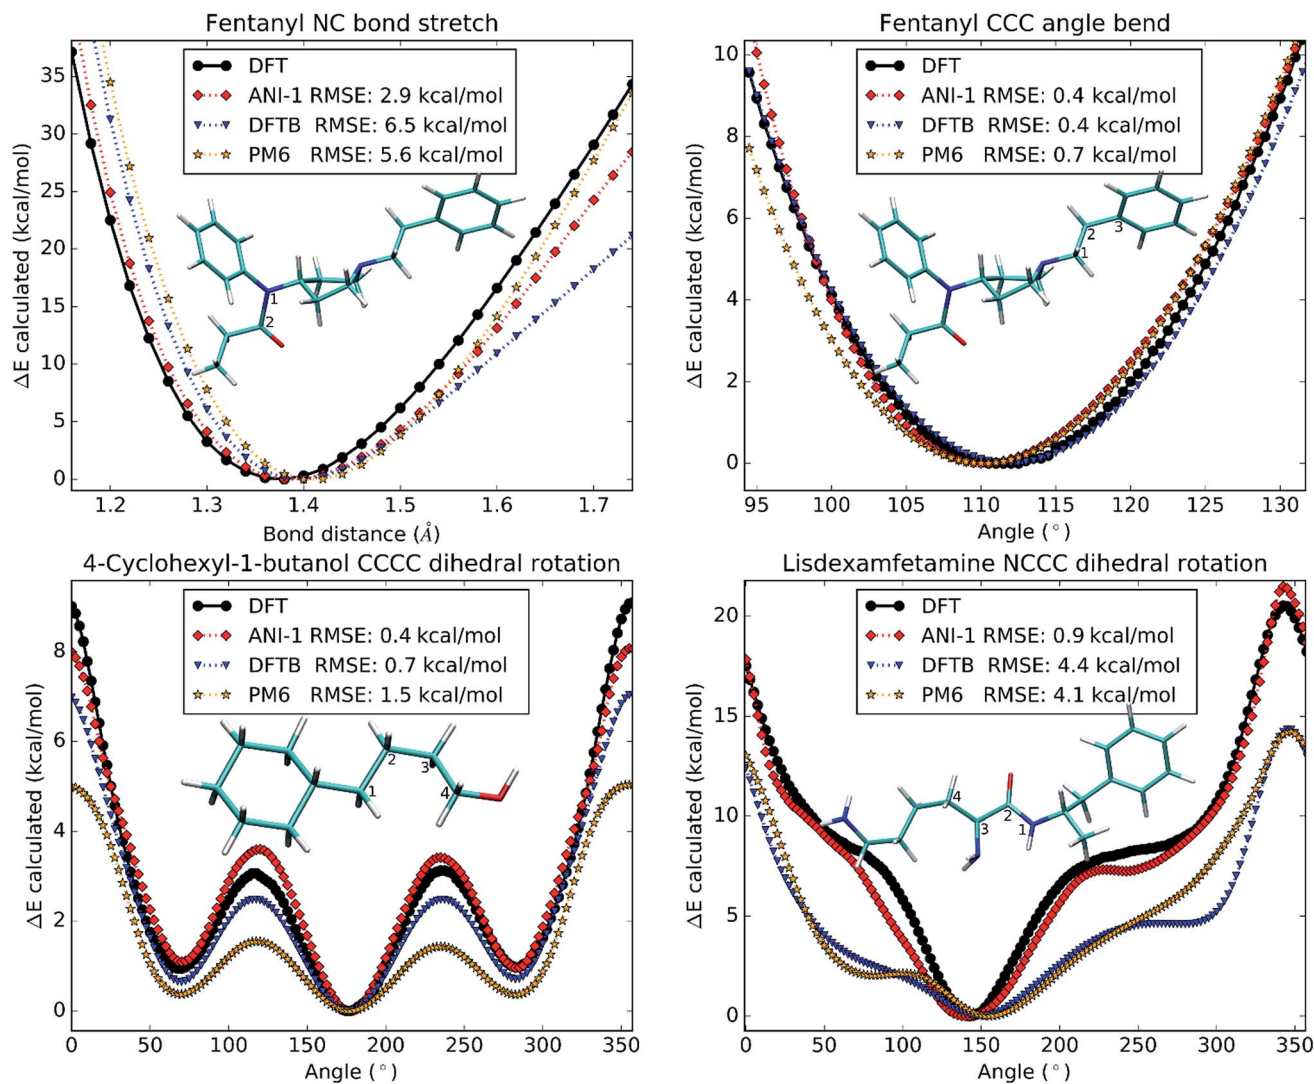 Fentanyl NC bond stretch
DFT
ANI-1 RMSE: 2.9 kcal/mol
DFTB RMSE: 6.5 kcal/mol
PM6 RMSE: 5.6 kcal/mol
ΔE calculated (kcal/mol)
35
30
25
20
15
10
5
0
1
2
1.2 1.3 1.4 1.5 1.6 1.7
Bond distance (Å)
Fentanyl CCC angle bend
DFT
ANI-1 RMSE: 0.4 kcal/mol
DFTB RMSE: 0.4 kcal/mol
PM6 RMSE: 0.7 kcal/mol
ΔE calculated (kcal/mol)
10
8
6
4
2
0
2 3
1
95 100 105 110 115 120 125 130
Angle (°)
4-Cyclohexyl-1-butanol CCCC dihedral rotation
DFT
ANI-1 RMSE: 0.4 kcal/mol
DFTB RMSE: 0.7 kcal/mol
PM6 RMSE: 1.5 kcal/mol
ΔE calculated (kcal/mol)
8
6
4
2
0
2
3
1 4
0 50 100 150 200 250 300 350
Angle (°)
Lisdexamfetamine NCCC dihedral rotation
DFT
ANI-1 RMSE: 0.9 kcal/mol
DFTB RMSE: 4.4 kcal/mol
PM6 RMSE: 4.1 kcal/mol
ΔE calculated (kcal/mol)
20
15
10
5
0
4
2
3 1
0 50 100 150 200 250 300 350
Angle (°)